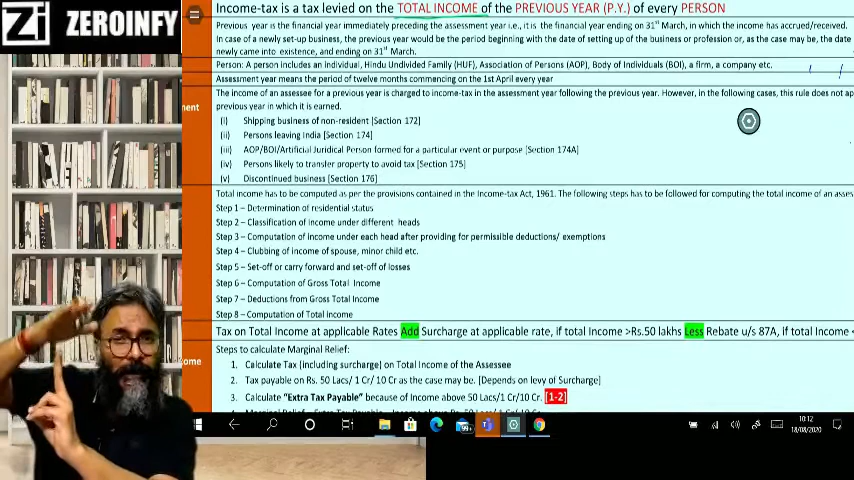 Zi ZEROINFY
Income-tax is a tax levied on the TOTAL INCOME of the PREVIOUS YEAR (P.Y.) of every PERSON
Previous year is the financial year immediately preceding the assessment year i.e., it is the financial year ending on 31st March, in which the income has accrued/received.
In case of a newly set-up business, the previous year would be the period beginning with the date of setting up of the business or profession or, as the case may be, the date
newly came into existence, and ending on 31st March.
Person: A person includes an individual, Hindu Undivided Family (HUF), Association of Persons (AOP), Body of Individuals (BOI), a firm, a company etc.
Assessment year means the period of twelve months commencing on the 1st April every year
The income of an assessee for a previous year is charged to income-tax in the assessment year following the previous year. However, in the following cases, this rule does not ap
nent
previous year in which it is earned.
(i) Shipping business of non-resident [Section 172]
(ii) Persons leaving India [Section 174]
(iii) AOP/BOI/Artificial Juridical Person formed for a particular event or purpose [Section 174A]
(iv) Persons likely to transfer property to avoid tax [Section 175]
(v) Discontinued business [Section 176]
Total income has to be computed as per the provisions contained in the Income-tax Act, 1961. The following steps has to be followed for computing the total income of an asses
Step 1 – Determination of residential status
Step 2 – Classification of income under different heads
Step 3 – Computation of income under each head after providing for permissible deductions/ exemptions
Step 4 – Clubbing of income of spouse, minor child etc.
Step 5 – Set-off or carry forward and set-off of losses
Step 6 – Computation of Gross Total Income
Step 7 – Deductions from Gross Total Income
Step 8 – Computation of Total Income
Tax on Total Income at applicable Rates Add Surcharge at applicable rate, if total Income >Rs.50 lakhs Less Rebate u/s 87A, if total Income <
Steps to calculate Marginal Relief:
ome
1. Calculate Tax (including surcharge) on Total Income of the Assessee
2. Tax payable on Rs. 50 Lacs/ 1 Cr/ 10 Cr as the case may be. [Depends on levy of Surcharge]
3. Calculate "Extra Tax Payable" because of Income above 50 Lacs/1 Cr/10 Cr. [1-2]
99+
10:12
18/08/2020